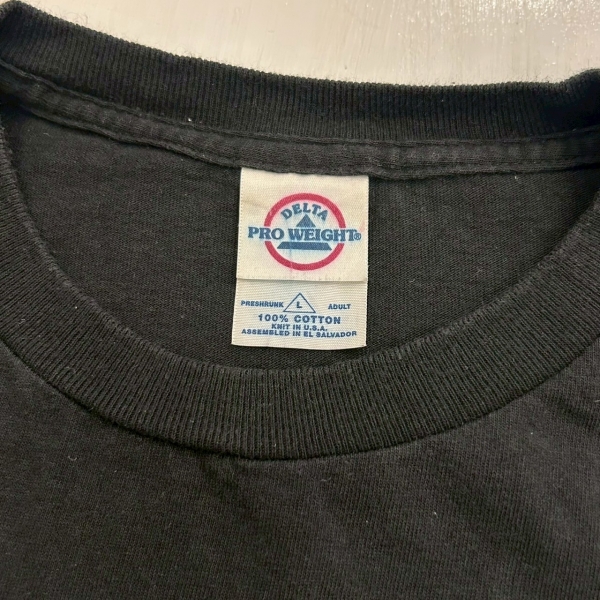 DELTA
PRO WEIGHT®
PRESHRUNK L ADULT
100% COTTON
KNIT IN U.S.A.
ASSEMBLED IN EL SALVADOR